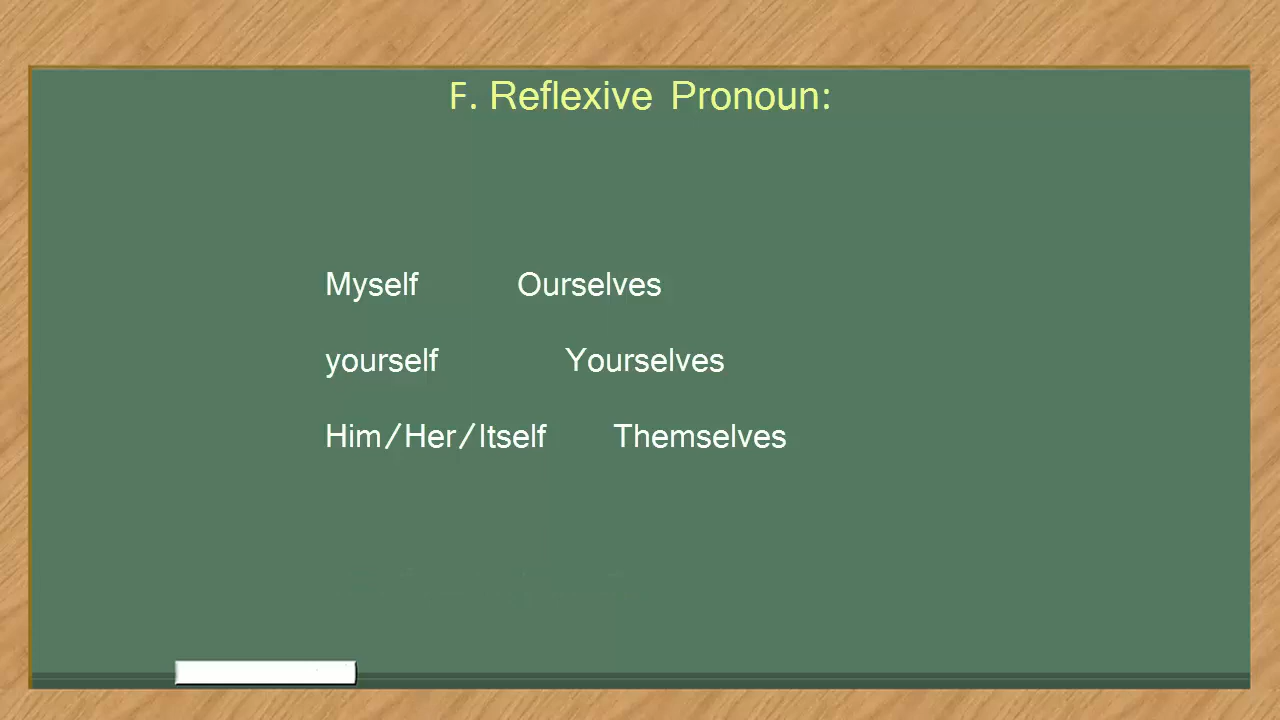 F. Reflexive Pronoun:
Myself Ourselves
yourself Yourselves
Him/Her/Itself Themselves